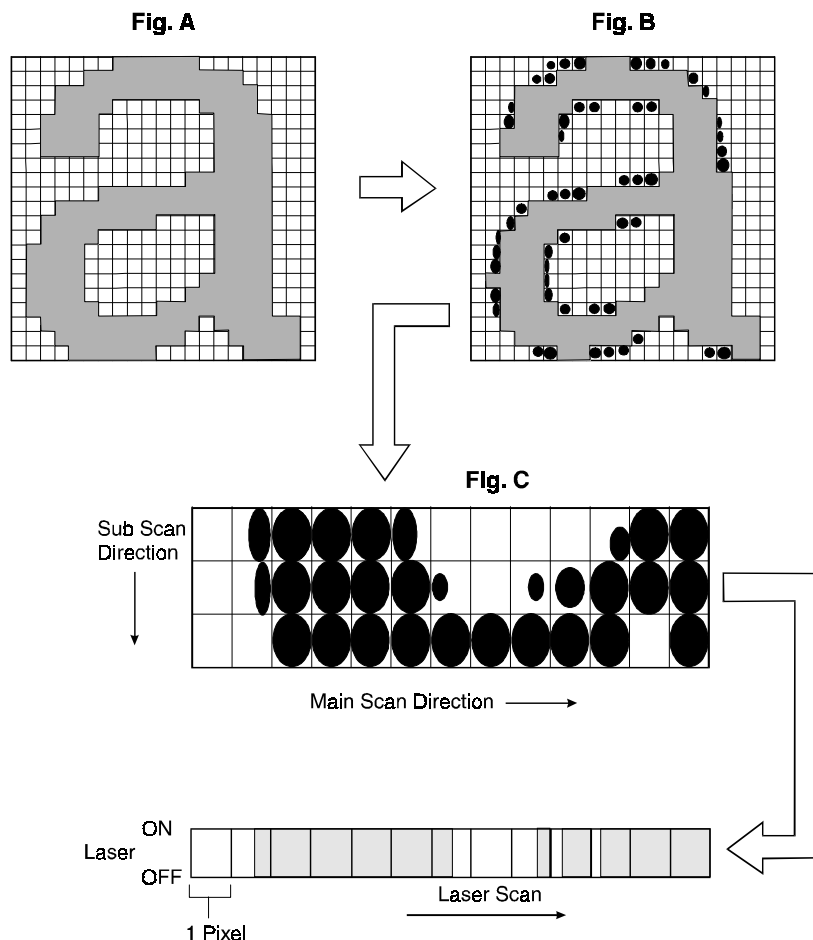 Fig. A
Fig. B
FIg. C
Sub Scan
Direction
Main Scan Direction
ON
Laser
OFF
Laser Scan
1 Pixel